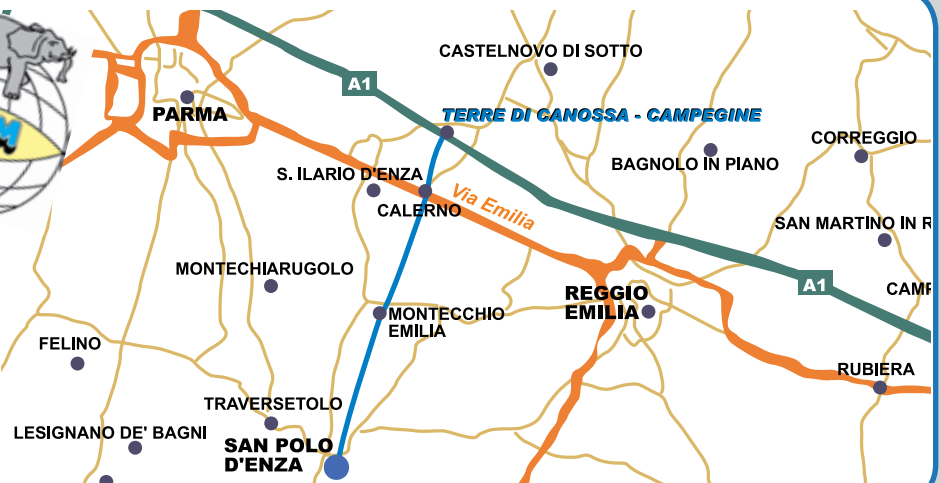 CASTELNOVO DI SOTTO
A1
PARMA
TERRE DI CANOSSA - CAMPEGINE
CORREGGIO
BAGNOLO IN PIANO
S. ILARIO D'ENZA
CALERNO
Via Emilia
SAN MARTINO IN R
MONTECHIARUGOLO
A1
CAMP
REGGIO
EMILIA
MONTECCHIO
EMILIA
FELINO
RUBIERA
TRAVERSETOLO
LESIGNANO DE' BAGNI
SAN POLO
D'ENZA